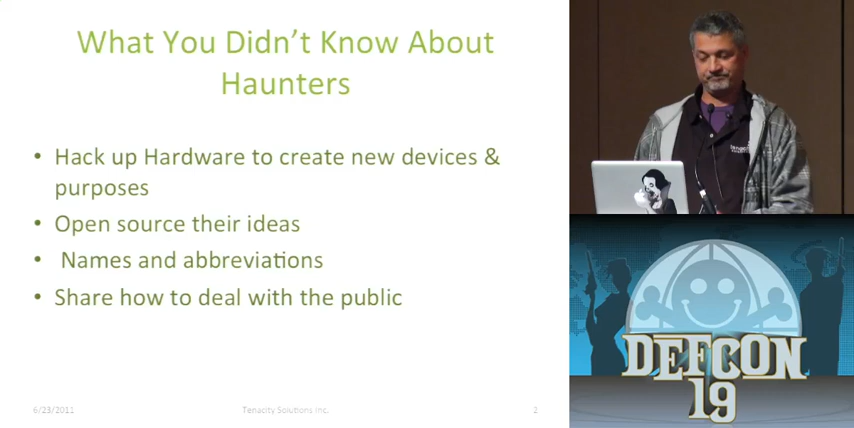 What You Didn't Know About
Haunters
• Hack up Hardware to create new devices &
purposes
• Open source their ideas
• Names and abbreviations
• Share how to deal with the public
6/23/2011
Tenacity Solutions Inc.
2
DEFCON
19